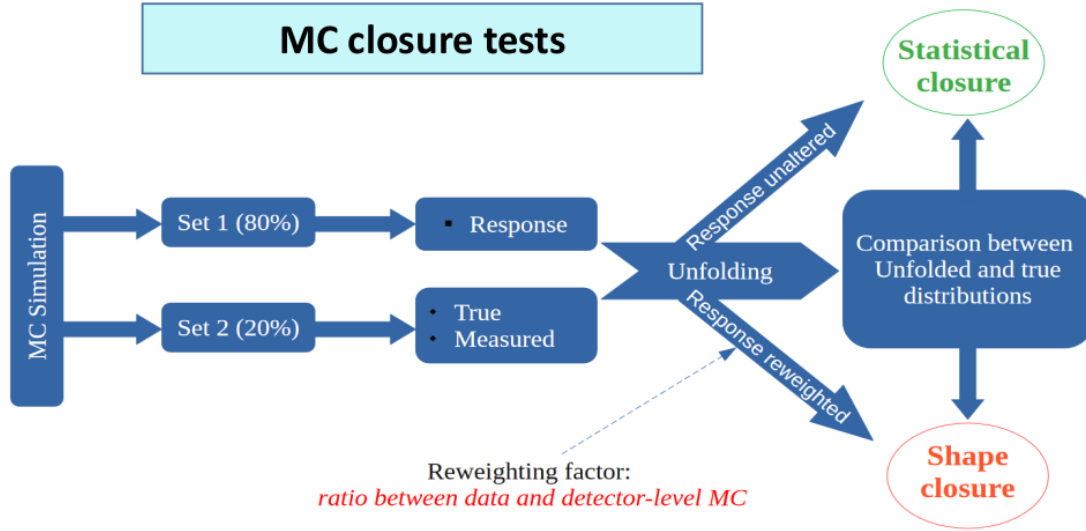 MC closure tests
Statistical
closure
MC Simulation
Set 1 (80%)
▪ Response
Response unaltered
Unfolding
Comparison between
Unfolded and true
distributions
Set 2 (20%)
• True
• Measured
Response reweighted
Reweighting factor:
ratio between data and detector-level MC
Shape
closure